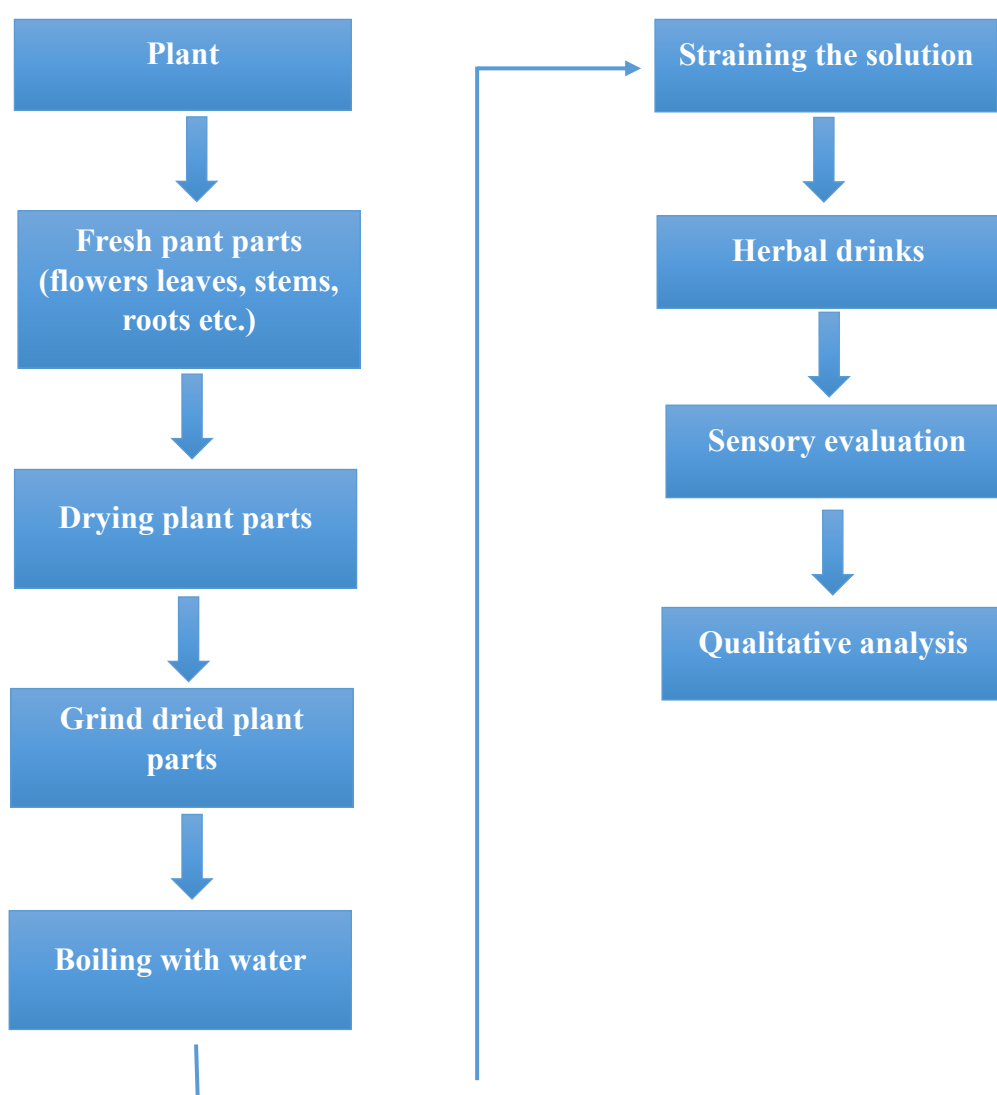 Plant
Fresh pant parts
(flowers leaves, stems,
roots etc.)
Drying plant parts
Grind dried plant
parts
Boiling with water
Straining the solution
Herbal drinks
Sensory evaluation
Qualitative analysis